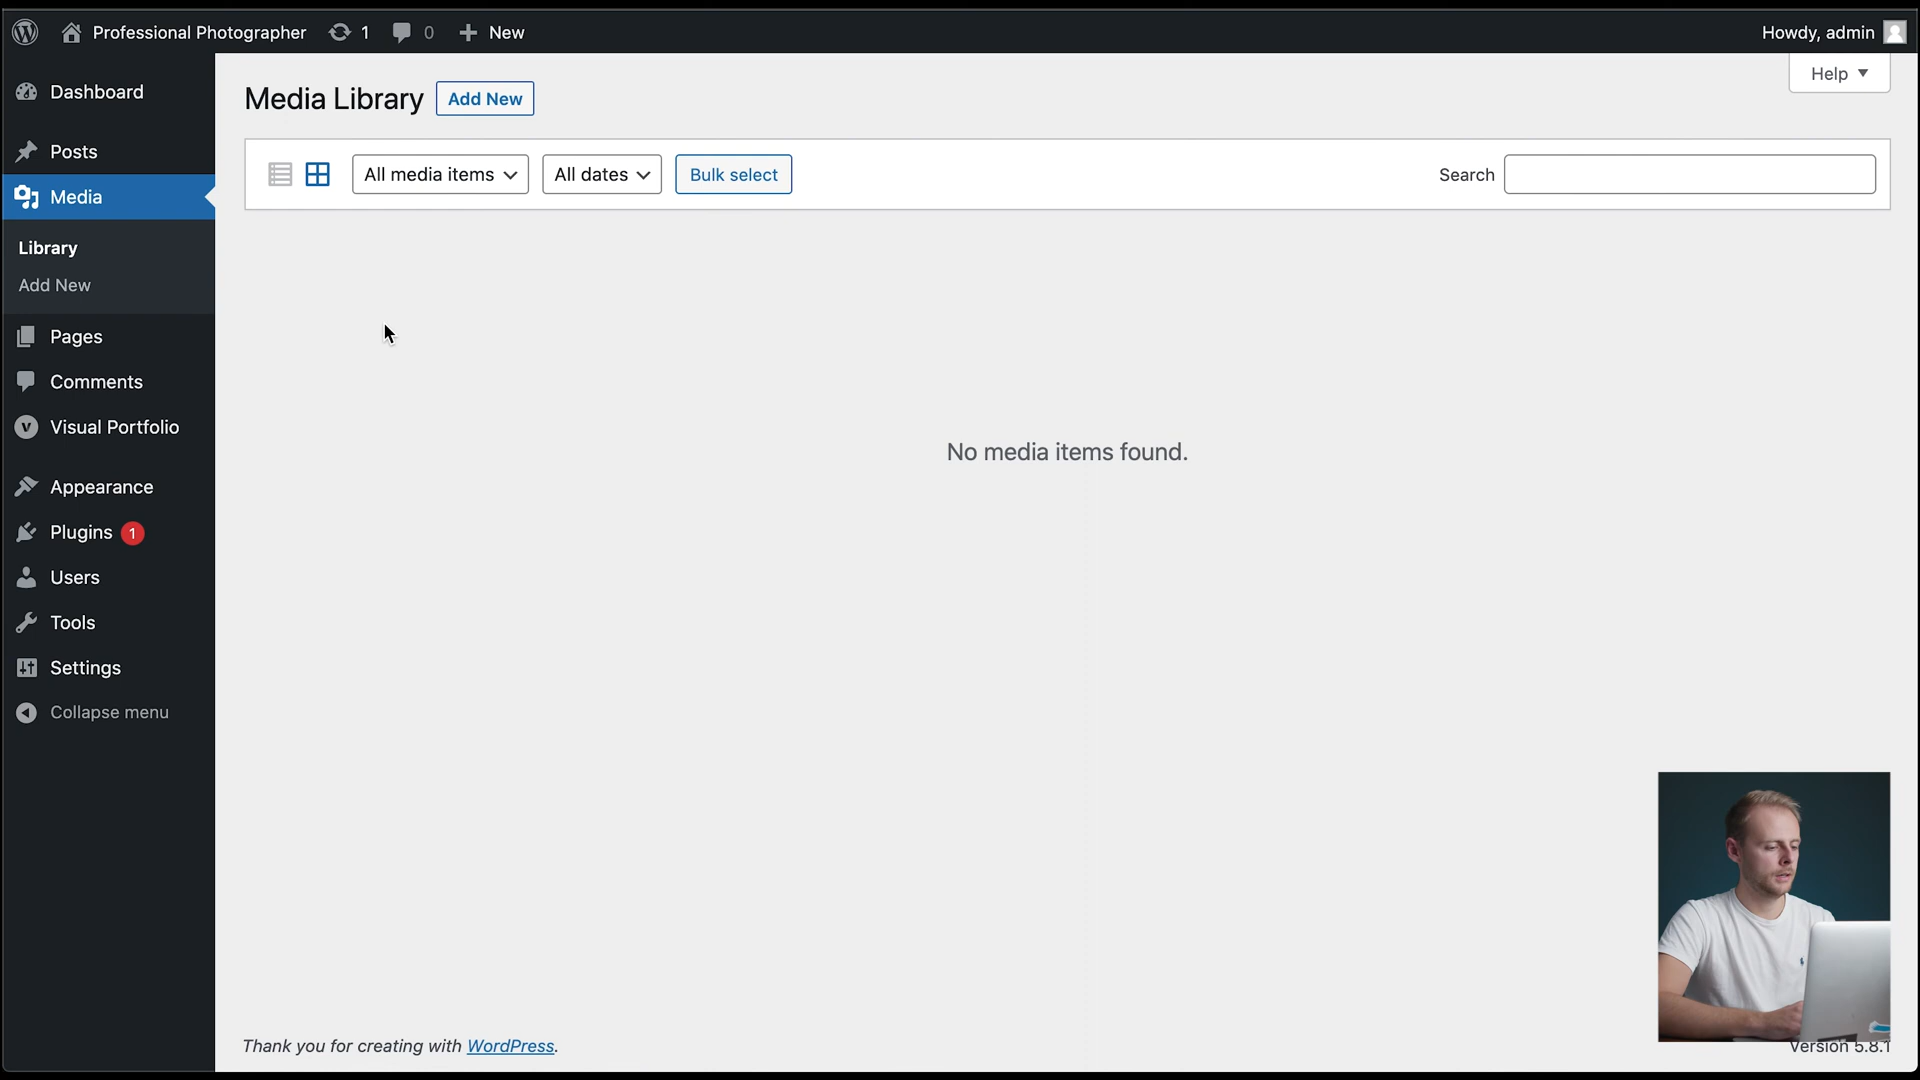 Professional Photographer 1 0 New Howdy, admin
Help
Dashboard
Posts
Media
Library
Add New
Pages
Comments
Visual Portfolio
Appearance
Plugins 1
Users
Tools
Settings
Collapse menu
Media Library Add New
All media items All dates Bulk select Search
No media items found.
Thank you for creating with WordPress.
Version 5.8.1